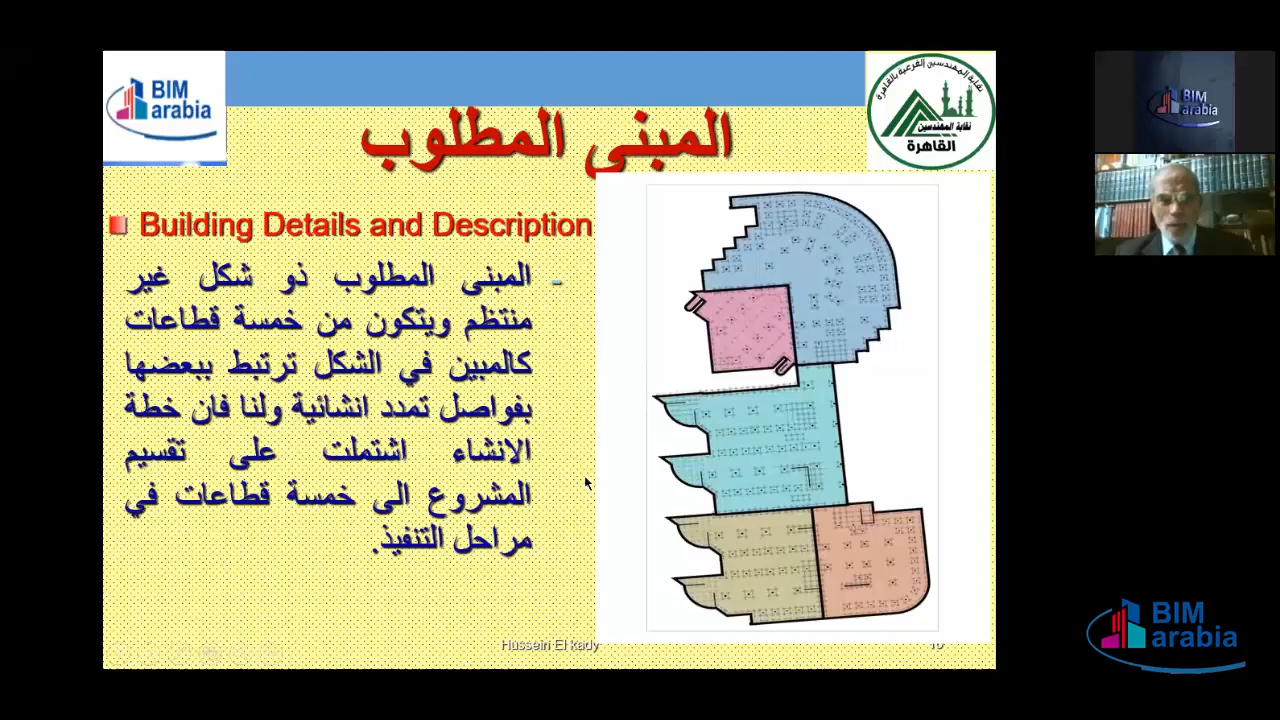 BIM
arabia
نقابة المهندسين الفرعية بالقاهرة
نقابة المهندسين
القاهرة
المبنى المطلوب
Building Details and Description
- المبنى المطلوب ذو شكل غير
منتظم ويتكون من خمسة قطاعات
كالمبين في الشكل ترتبط ببعضها
بفواصل تمدد انشائية ولنا فان خطة
الانشاء اشتملت على تقسيم
المشروع الى خمسة قطاعات في
مراحل التنفيذ.
Hussein El kady
BIM
arabia
BIM
arabia